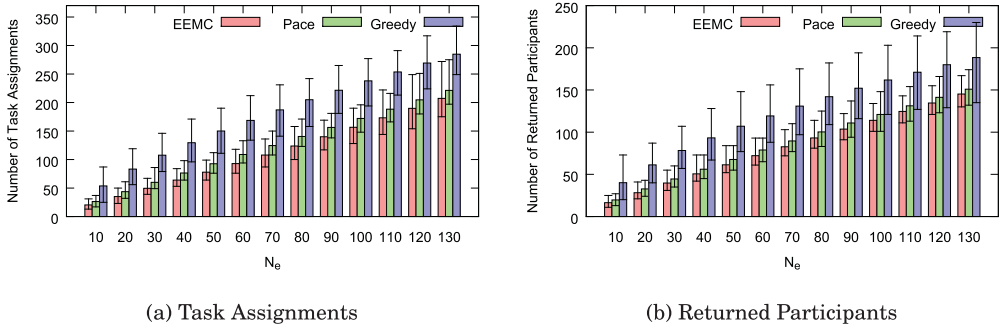 EEMC Pace Greedy
Number of Task Assignments
350
300
250
200
150
100
50
0
10 20 30 40 50 60 70 80 90 100 110 120 130
Ne
(a) Task Assignments
EEMC Pace Greedy
Number of Returned Participants
250
200
150
100
50
0
10 20 30 40 50 60 70 80 90 100 110 120 130
Ne
(b) Returned Participants